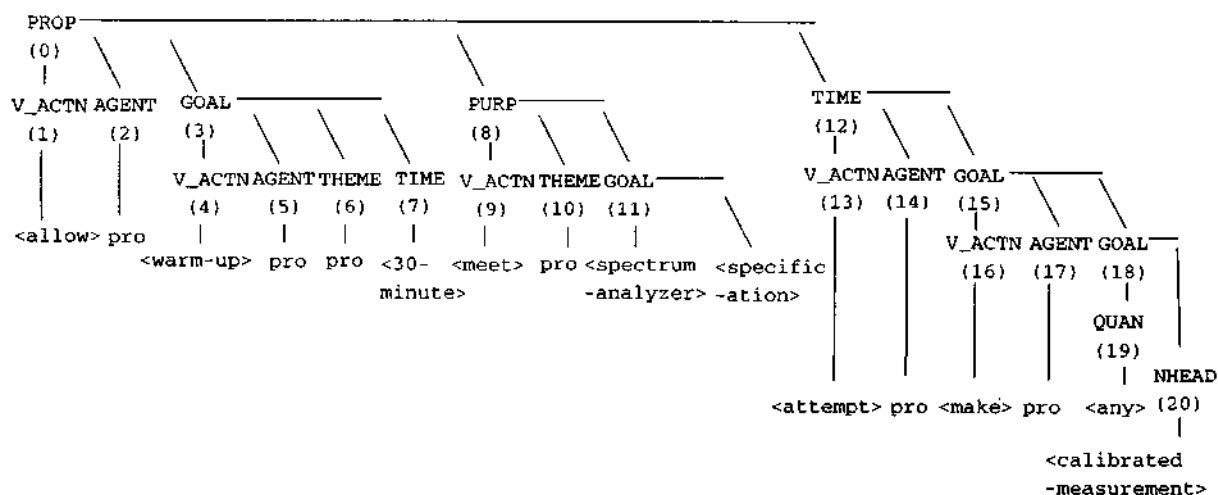 PROP
(0)
V_ACTN AGENT GOAL PURP TIME
(1) (2) (3) (8) (12)
V_ACTN AGENT THEME TIME V_ACTN THEME GOAL V_ACTN AGENT GOAL
(4) (5) (6) (7) (9) (10) (11) (13) (14) (15)
<allow> pro
V_ACTN AGENT GOAL
<warm-up> pro pro <30- <meet> pro <spectrum <specific
(16) (17) (18)
minute> -analyzer> -ation>
QUAN
(19)
NHEAD
<attempt> pro <make> pro <any> (20)
<calibrated
-measurement>